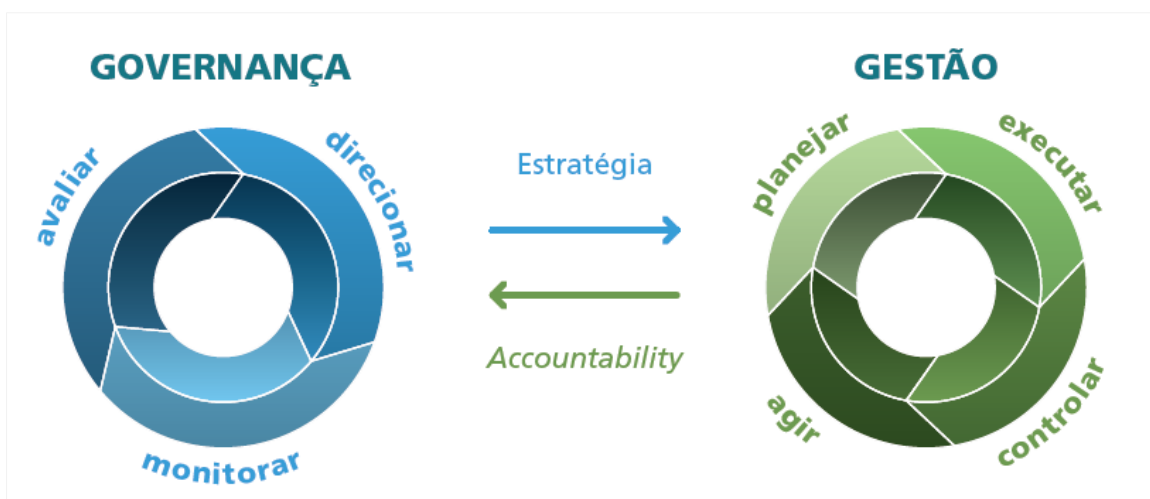 GOVERNANÇA
avaliar
direcionar
monitorar
Estratégia
Accountability
GESTÃO
planejar
executar
controlar
agir